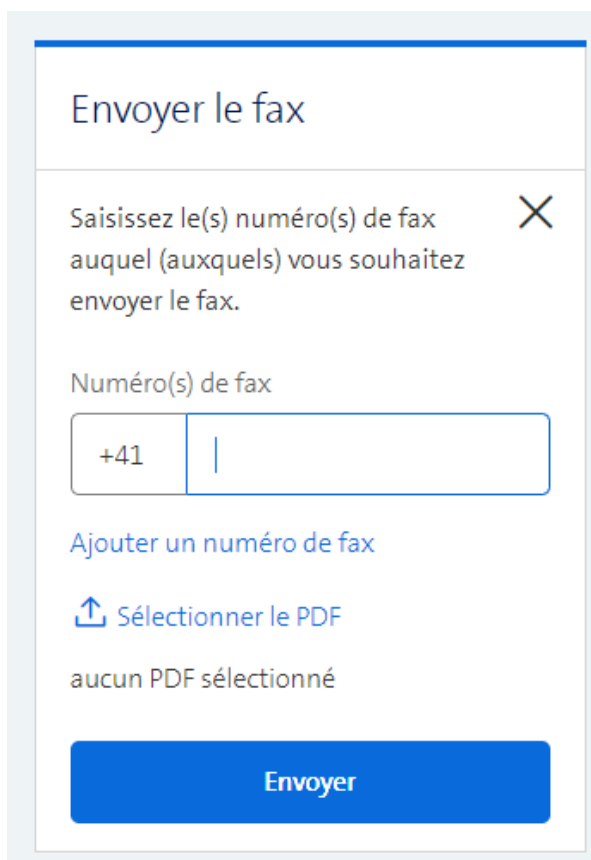 Envoyer le fax
Saisissez le(s) numéro(s) de fax
auquel (auxquels) vous souhaitez
envoyer le fax.
Numéro(s) de fax
+41
Ajouter un numéro de fax
Sélectionner le PDF
aucun PDF sélectionné
Envoyer